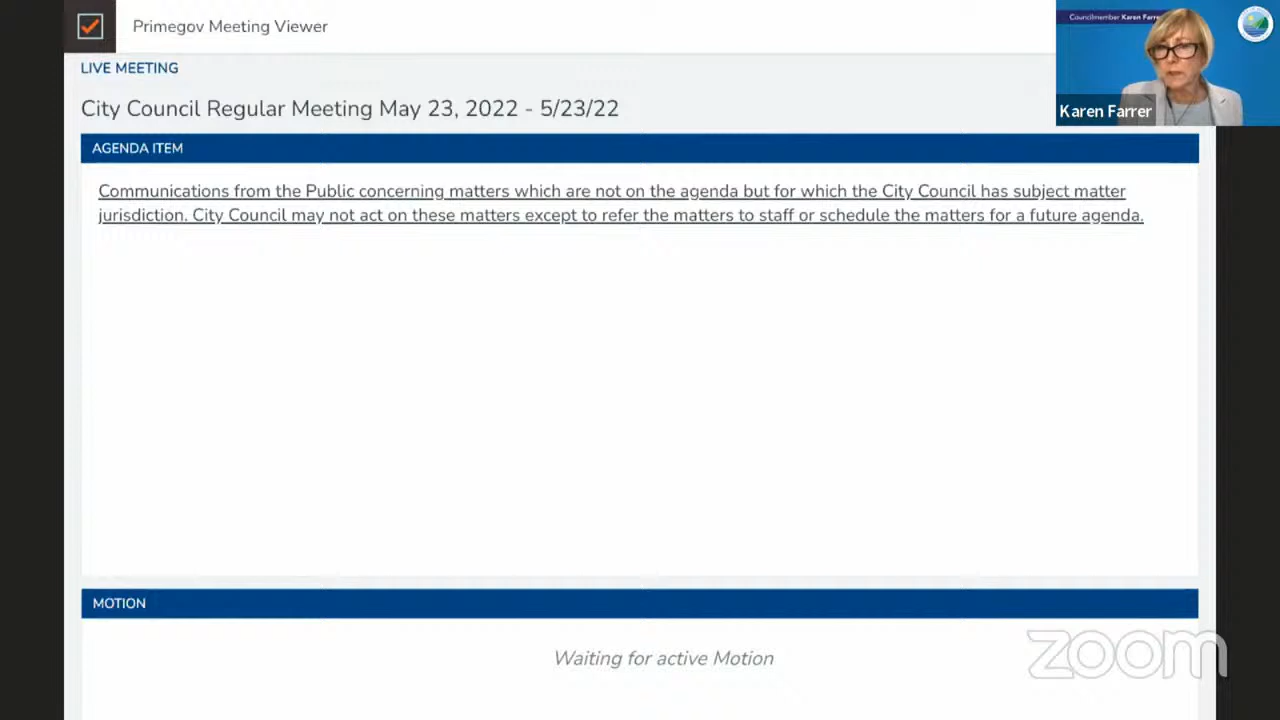 Primegov Meeting Viewer
Councilmember Karen Farrer
LIVE MEETING
City Council Regular Meeting May 23, 2022 - 5/23/22
Karen Farrer
AGENDA ITEM
Communications from the Public concerning matters which are not on the agenda but for which the City Council has subject matter
jurisdiction. City Council may not act on these matters except to refer the matters to staff or schedule the matters for a future agenda.
MOTION
Waiting for active Motion
zoom